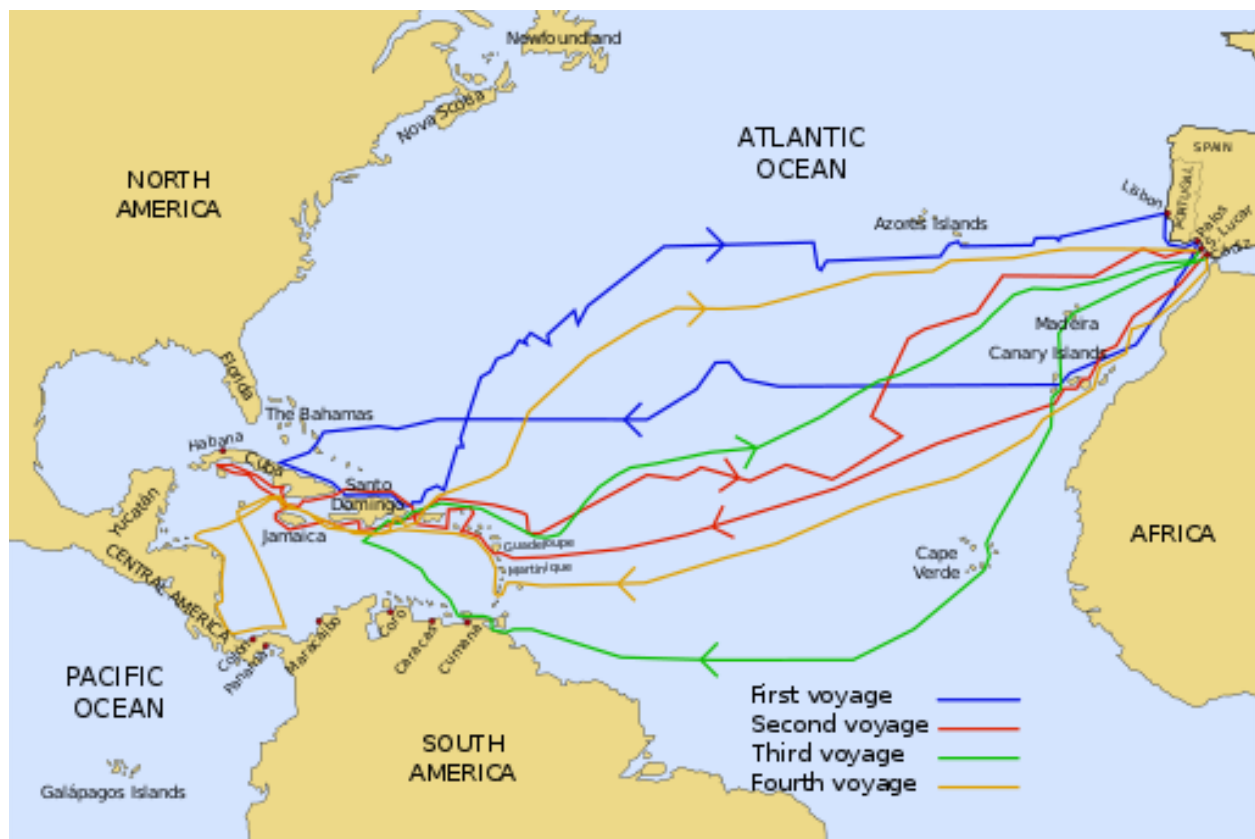 Newfoundland
Nova Scotia
ATLANTIC
OCEAN
NORTH
AMERICA
SPAIN
PORTUGAL
Lisbon
Palos
S. Lucar
Cádiz
Azores Islands
Madeira
Canary Islands
Florida
The Bahamas
Habana
Cuba
Santo
Domingo
Yucatán
Jamaica
Guadeloupe
Martinique
CENTRAL AMERICA
Cape
Verde
AFRICA
Colón
Panamá
Maracaibo
Coro
Caracas
Cumana
PACIFIC
OCEAN
SOUTH
AMERICA
Galápagos Islands
First voyage
Second voyage
Third voyage
Fourth voyage